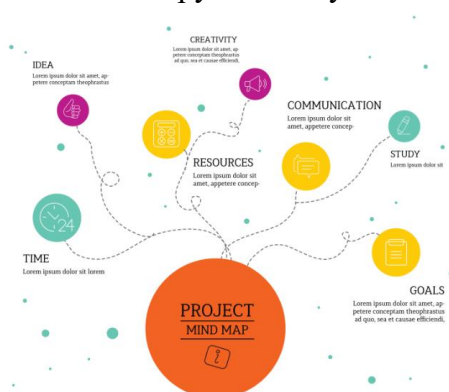 CREATIVITY
Lorem ipsum dolor sit amet, ap-
petere conceptam theophrastus
ad quo, sea et causae efficiendi,
IDEA
Lorem ipsum dolor sit amet, ap-
petere conceptam theophrastus
COMMUNICATION
Lorem ipsum dolor sit
amet, appetere concep-
STUDY
Lorem ipsum dolor sit
RESOURCES
Lorem ipsum dolor sit
amet, appetere concep-
24
TIME
Lorem ipsum dolor sit lorem
GOALS
Lorem ipsum dolor sit amet, ap-
petere conceptam theophrastus
ad quo, sea et causae efficiendi,
PROJECT
MIND MAP
i